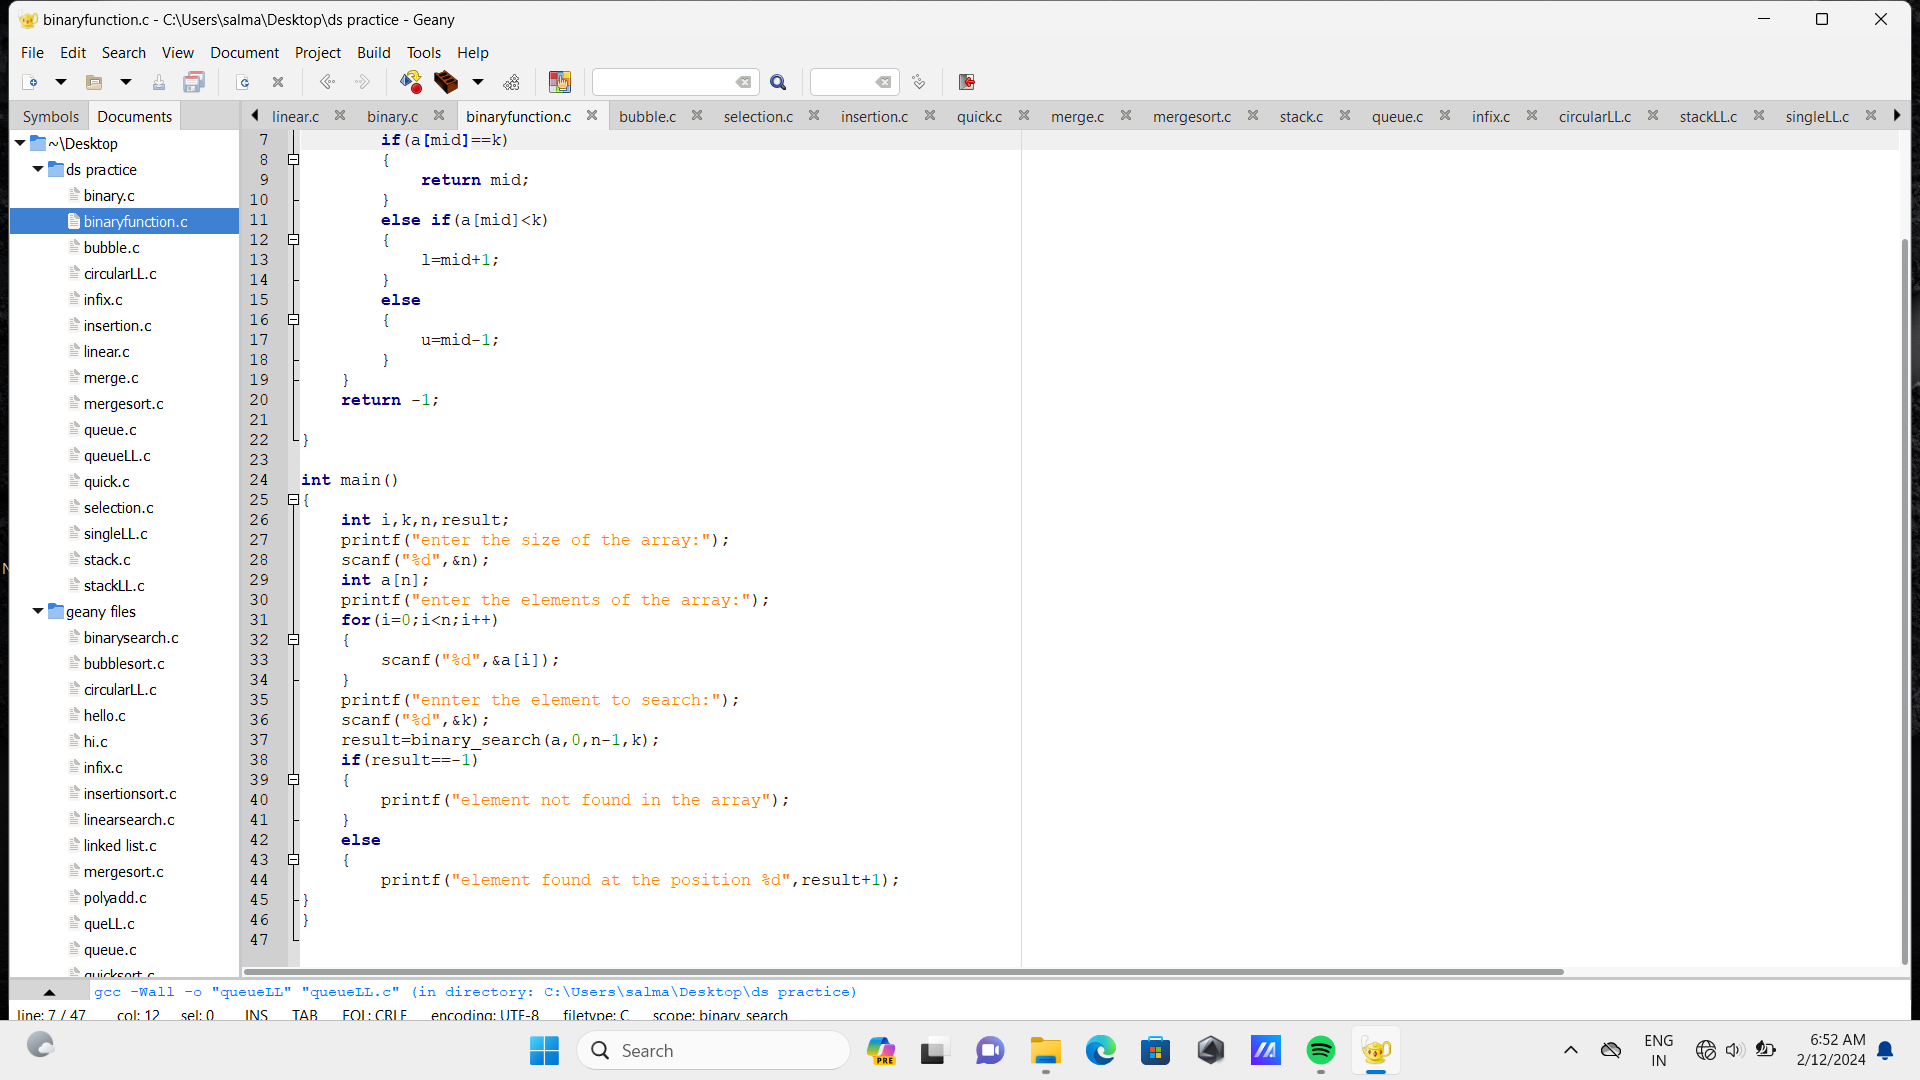 binaryfunction.c - C:\Users\salma\Desktop\ds practice - Geany
File Edit Search View Document Project Build Tools Help
Symbols Documents
linear.c binary.c binaryfunction.c bubble.c selection.c insertion.c quick.c merge.c mergesort.c stack.c queue.c infix.c circularLL.c stackLL.c singleLL.c
~\Desktop
ds practice
binary.c
binaryfunction.c
bubble.c
circularLL.c
infix.c
insertion.c
linear.c
merge.c
mergesort.c
queue.c
queueLL.c
quick.c
selection.c
singleLL.c
stack.c
stackLL.c
geany files
binarysearch.c
bubblesort.c
circularLL.c
hello.c
hi.c
infix.c
insertionsort.c
linearsearch.c
linked list.c
mergesort.c
polyadd.c
queLL.c
queue.c
quicksort.c
7 if(a[mid]==k)
8 {
9 return mid;
10 }
11 else if(a[mid]<k)
12 {
13 l=mid+1;
14 }
15 else
16 {
17 u=mid-1;
18 }
19 }
20 return -1;
21
22 }
23
24 int main()
25 {
26 int i,k,n,result;
27 printf("enter the size of the array:");
28 scanf("%d",&n);
29 int a[n];
30 printf("enter the elements of the array:");
31 for(i=0;i<n;i++)
32 {
33 scanf("%d",&a[i]);
34 }
35 printf("ennter the element to search:");
36 scanf("%d",&k);
37 result=binary_search(a,0,n-1,k);
38 if(result==-1)
39 {
40 printf("element not found in the array");
41 }
42 else
43 {
44 printf("element found at the position %d",result+1);
45 }
46 }
47
gcc -Wall -o "queueLL" "queueLL.c" (in directory: C:\Users\salma\Desktop\ds practice)
line: 7 / 47 col: 12 sel: 0 INS TAB EOL: CRLF encoding: UTF-8 filetype: C scope: binary_search
Search
PRE
ENG
IN
6:52 AM
2/12/2024